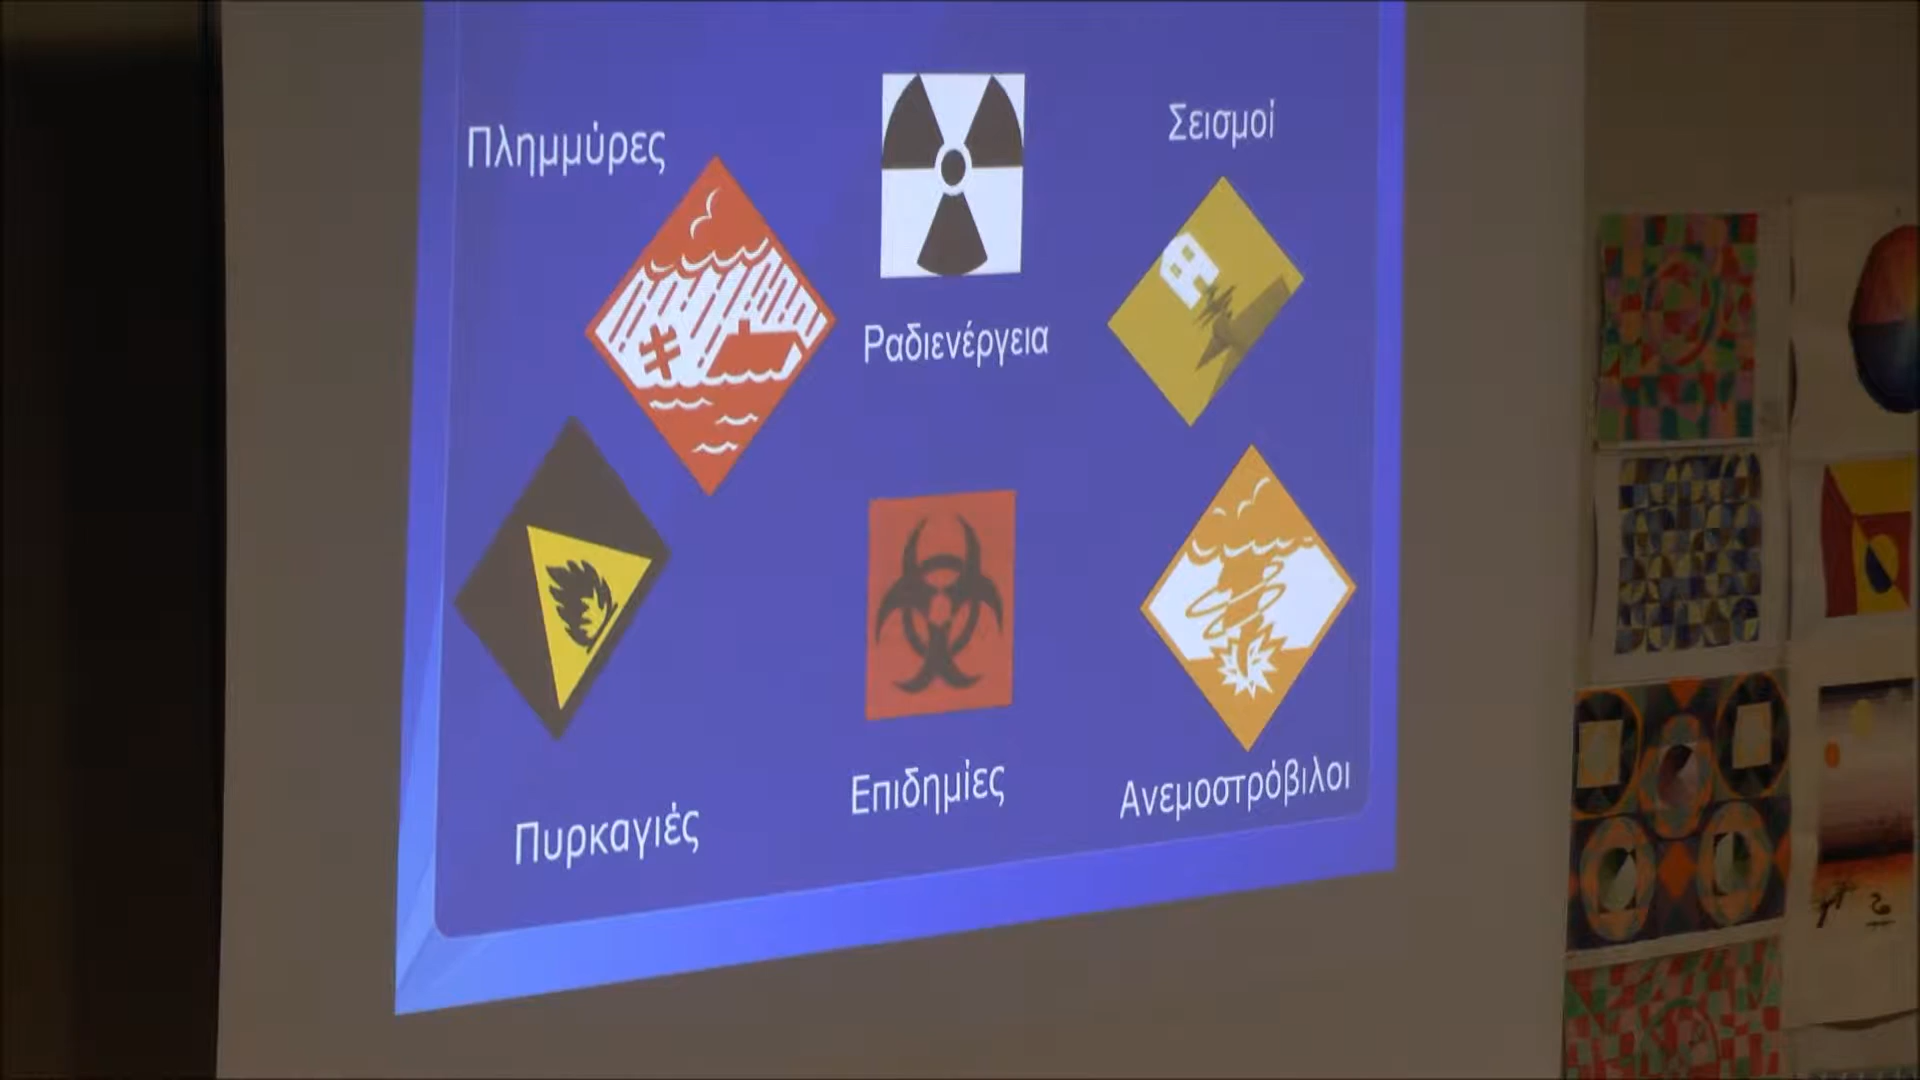 Πλημμύρες
Ραδιενέργεια
Σεισμοί
Πυρκαγιές
Επιδημίες
Ανεμοστρόβιλοι